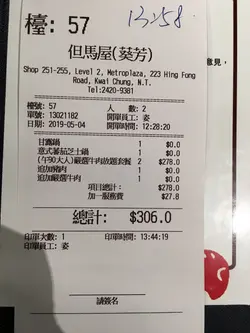 檯: 57
13:58
但馬屋(葵芳)
Shop 251-255, Level 2, Metroplaza, 223 Hing Fong
Road, Kwai Chung, N.T.
Tel:2420-9381
意見,
檯號: 57 人 數: 2
單號: 13021182 開單員工: 姿
日期: 2019-05-04 開單時間: 12:28:20
甘露鍋 1 $0.0
意式蕃茄芝士鍋 1 $0.0
(午90大人)嚴選牛肉放題套餐 2 $278.0
追加豬肉 1 $0.0
追加嚴選牛肉 1 $0.0
項目總計: $278.0
加一服務費 $27.8
總計: $306.0
印單次數: 1 印單時間: 13:44:19
印單員工: 姿
請簽名